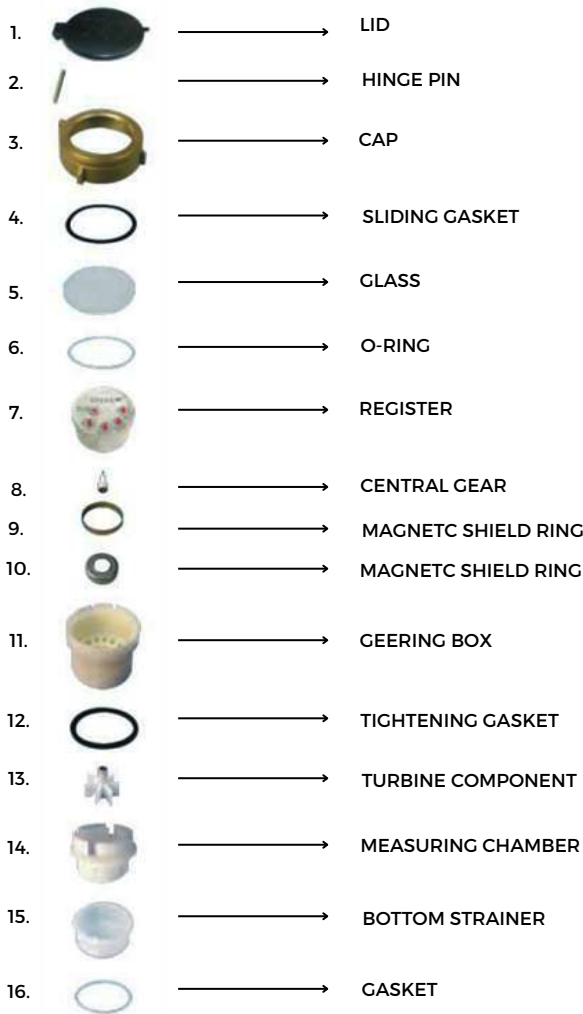 1. LID
2. HINGE PIN
3. CAP
4. SLIDING GASKET
5. GLASS
6. O-RING
7. REGISTER
8. CENTRAL GEAR
9. MAGNETC SHIELD RING
10. MAGNETC SHIELD RING
11. GEERING BOX
12. TIGHTENING GASKET
13. TURBINE COMPONENT
14. MEASURING CHAMBER
15. BOTTOM STRAINER
16. GASKET